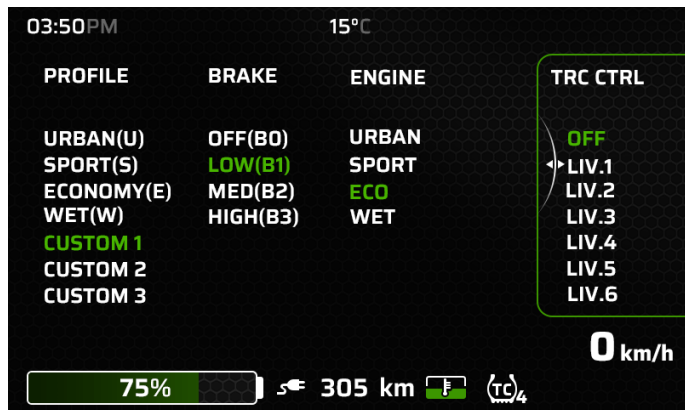 03:50PM 15°C
PROFILE BRAKE ENGINE TRC CTRL
URBAN(U) OFF(B0) URBAN OFF
SPORT(S) LOW(B1) SPORT LIV.1
ECONOMY(E) MED(B2) ECO LIV.2
WET(W) HIGH(B3) WET LIV.3
CUSTOM 1 LIV.4
CUSTOM 2 LIV.5
CUSTOM 3 LIV.6
0 km/h
75% 305 km TC 4